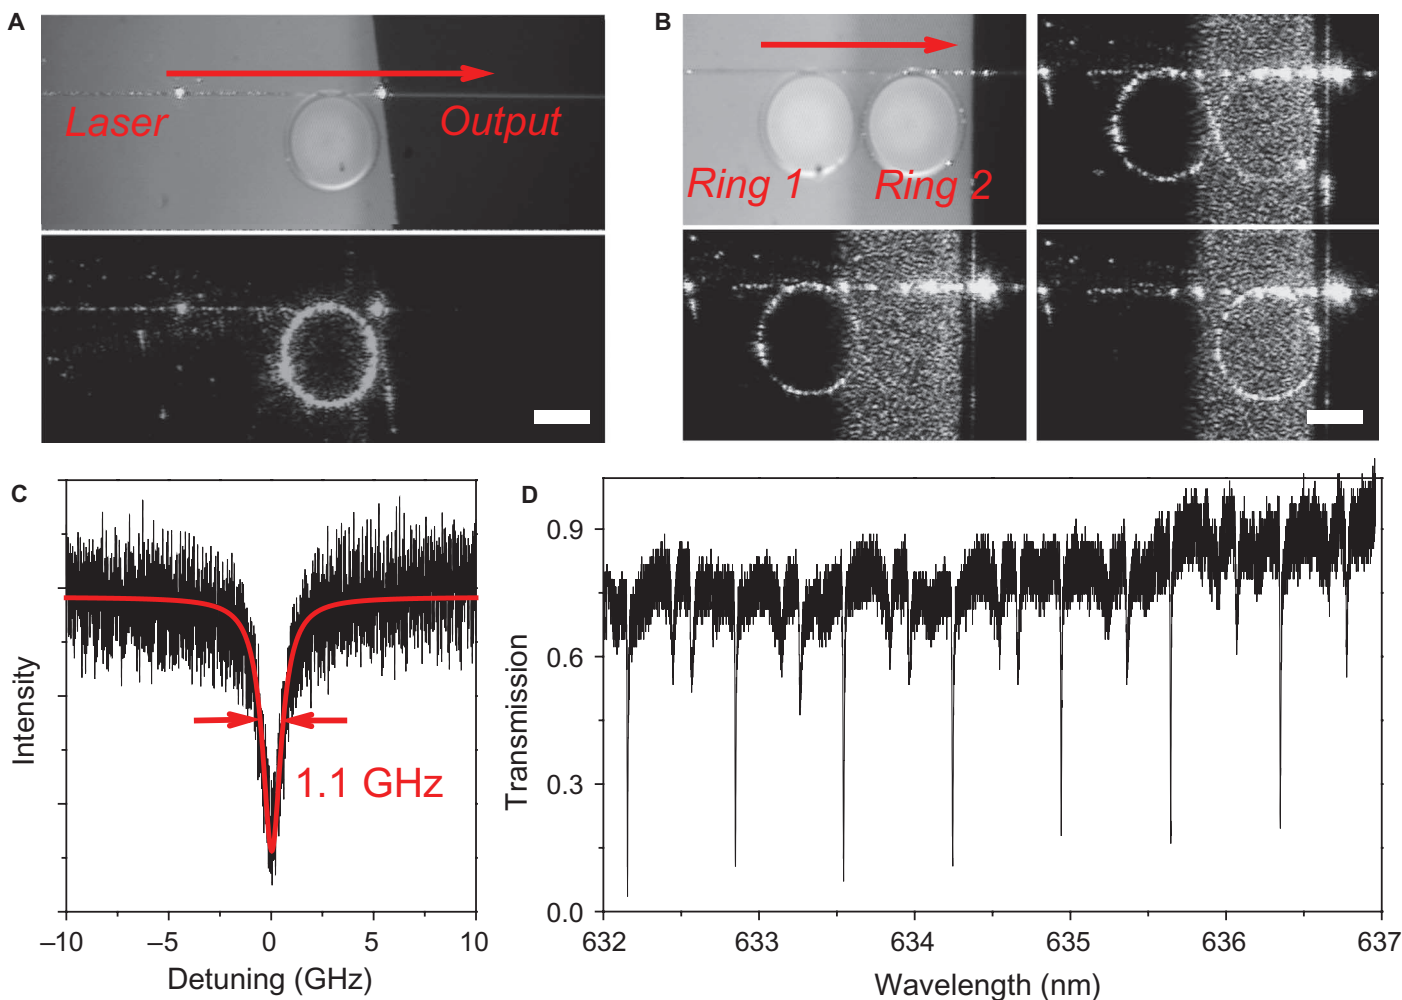 A
Laser
Output
B
Ring 1
Ring 2
C
Intensity
1.1 GHz
–10
–5
0
5
10
Detuning (GHz)
D
Transmission
0.9
0.6
0.3
0.0
632
633
634
635
636
637
Wavelength (nm)